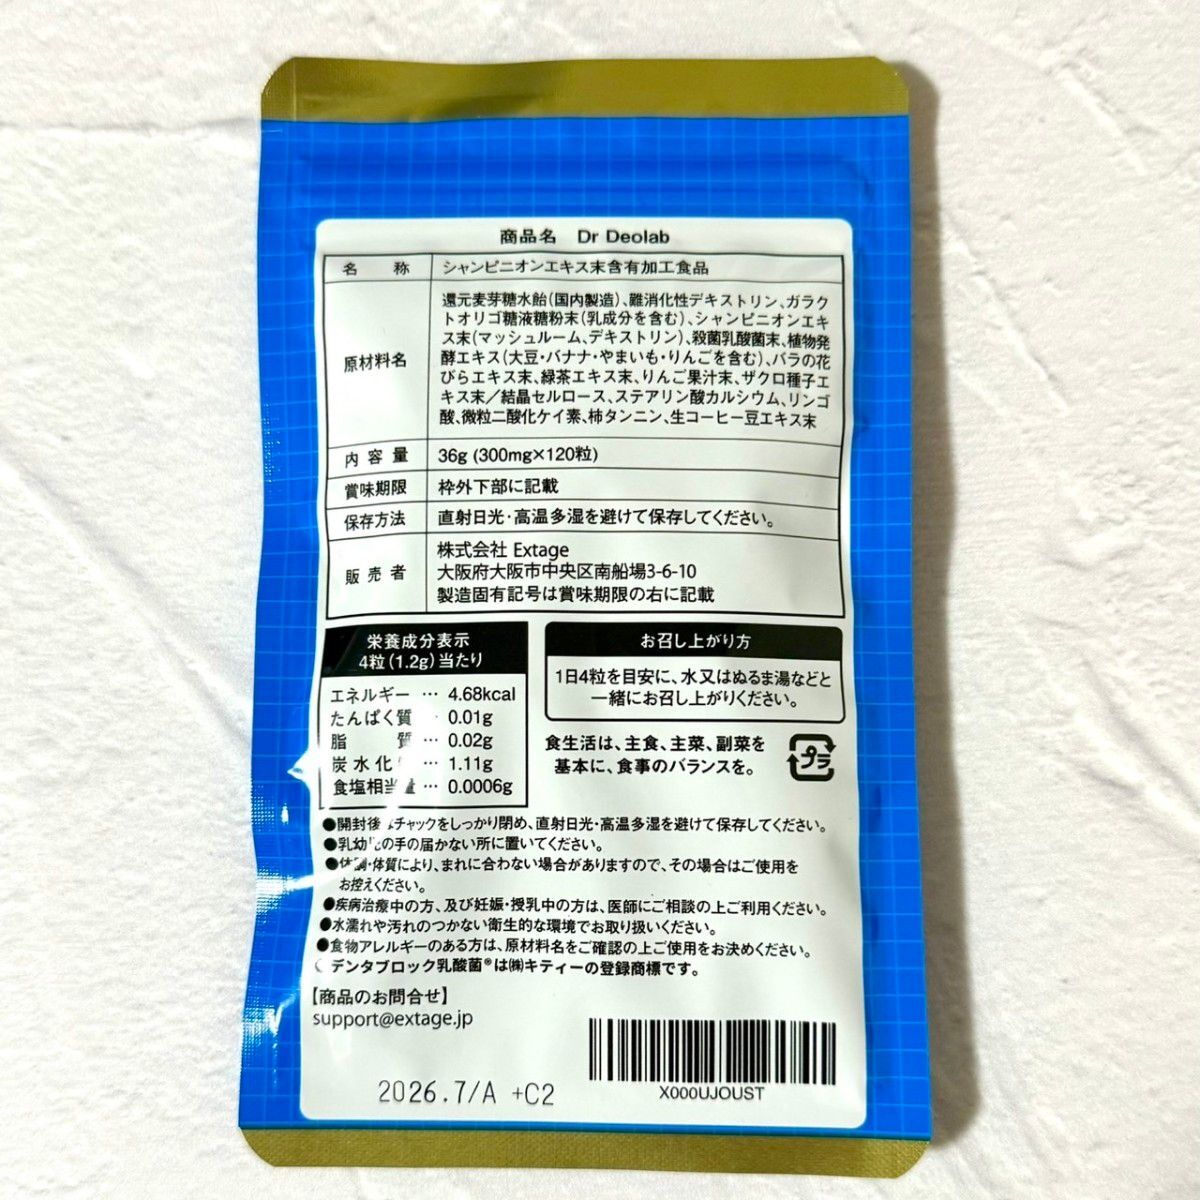 商品名 Dr Deolab
名称 シャンピニオンエキス末含有加工食品
原材料名
還元麦芽糖水飴(国内製造)、難消化性デキストリン、ガラク
トオリゴ糖液糖粉末(乳成分を含む)、シャンピニオンエキ
ス末(マッシュルーム、デキストリン)、殺菌乳酸菌末、植物発
酵エキス(大豆・バナナ・やまいも・りんごを含む)、バラの花
びらエキス末、緑茶エキス末、りんご果汁末、ザクロ種子エ
キス末/結晶セルロース、ステアリン酸カルシウム、リンゴ
酸、微粒二酸化ケイ素、柿タンニン、生コーヒー豆エキス末
内容量 36g (300mg×120粒)
賞味期限 枠外下部に記載
保存方法 直射日光・高温多湿を避けて保存してください。
販売者
株式会社 Extage
大阪府大阪市中央区南船場3-6-10
製造固有記号は賞味期限の右に記載
栄養成分表示
4粒(1.2g)当たり
エネルギー … 4.68kcal
たんぱく質 … 0.01g
脂質 … 0.02g
炭水化 … 1.11g
食塩相当量 … 0.0006g
お召し上がり方
1日4粒を目安に、水又はぬるま湯などと
一緒にお召し上がりください。
食生活は、主食、主菜、副菜を
基本に、食事のバランスを。
プラ
●開封後はチャックをしっかり閉め、直射日光・高温多湿を避けて保存してください。
●乳幼児の手の届かない所に置いてください。
●体調・体質により、まれに合わない場合がありますので、その場合はご使用を
お控えください。
●疾病治療中の方、及び妊娠・授乳中の方は、医師にご相談の上ご利用ください。
●水濡れや汚れのつかない衛生的な環境でお取り扱いください。
●食物アレルギーのある方は、原材料名をご確認の上ご使用をお決めください。
●デンタブロック乳酸菌®は㈱キティーの登録商標です。
【商品のお問合せ】
support@extage.jp
X000UJOUST
2026.7/A +C2